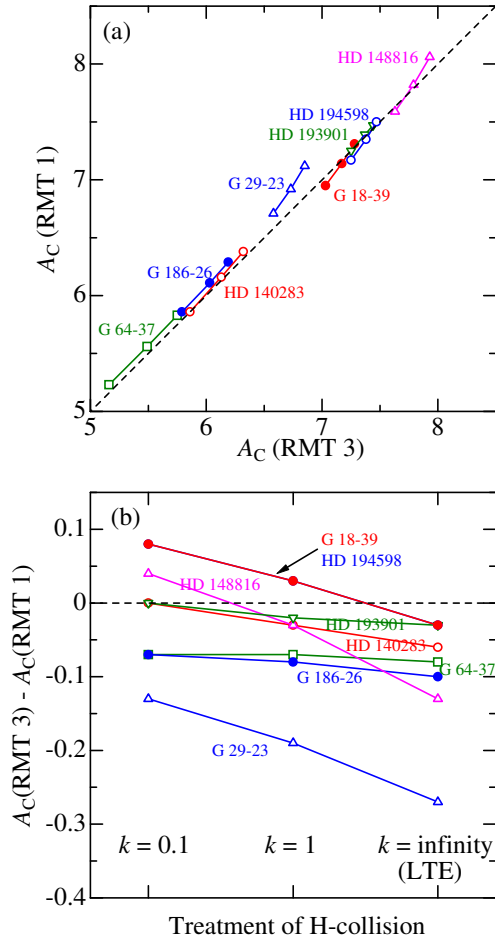 (a)
8
7
6
5
A_C (RMT 1)
HD 148816
HD 194598
HD 193901
G 29-23
G 18-39
G 186-26
HD 140283
G 64-37
5 6 7 8
A_C (RMT 3)
(b)
0.1
0
-0.1
-0.2
-0.3
-0.4
A_C(RMT 3) - A_C(RMT 1)
G 18-39
HD 194598
HD 148816
HD 193901
HD 140283
G 64-37
G 186-26
G 29-23
k = 0.1 k = 1 k = infinity
(LTE)
Treatment of H-collision